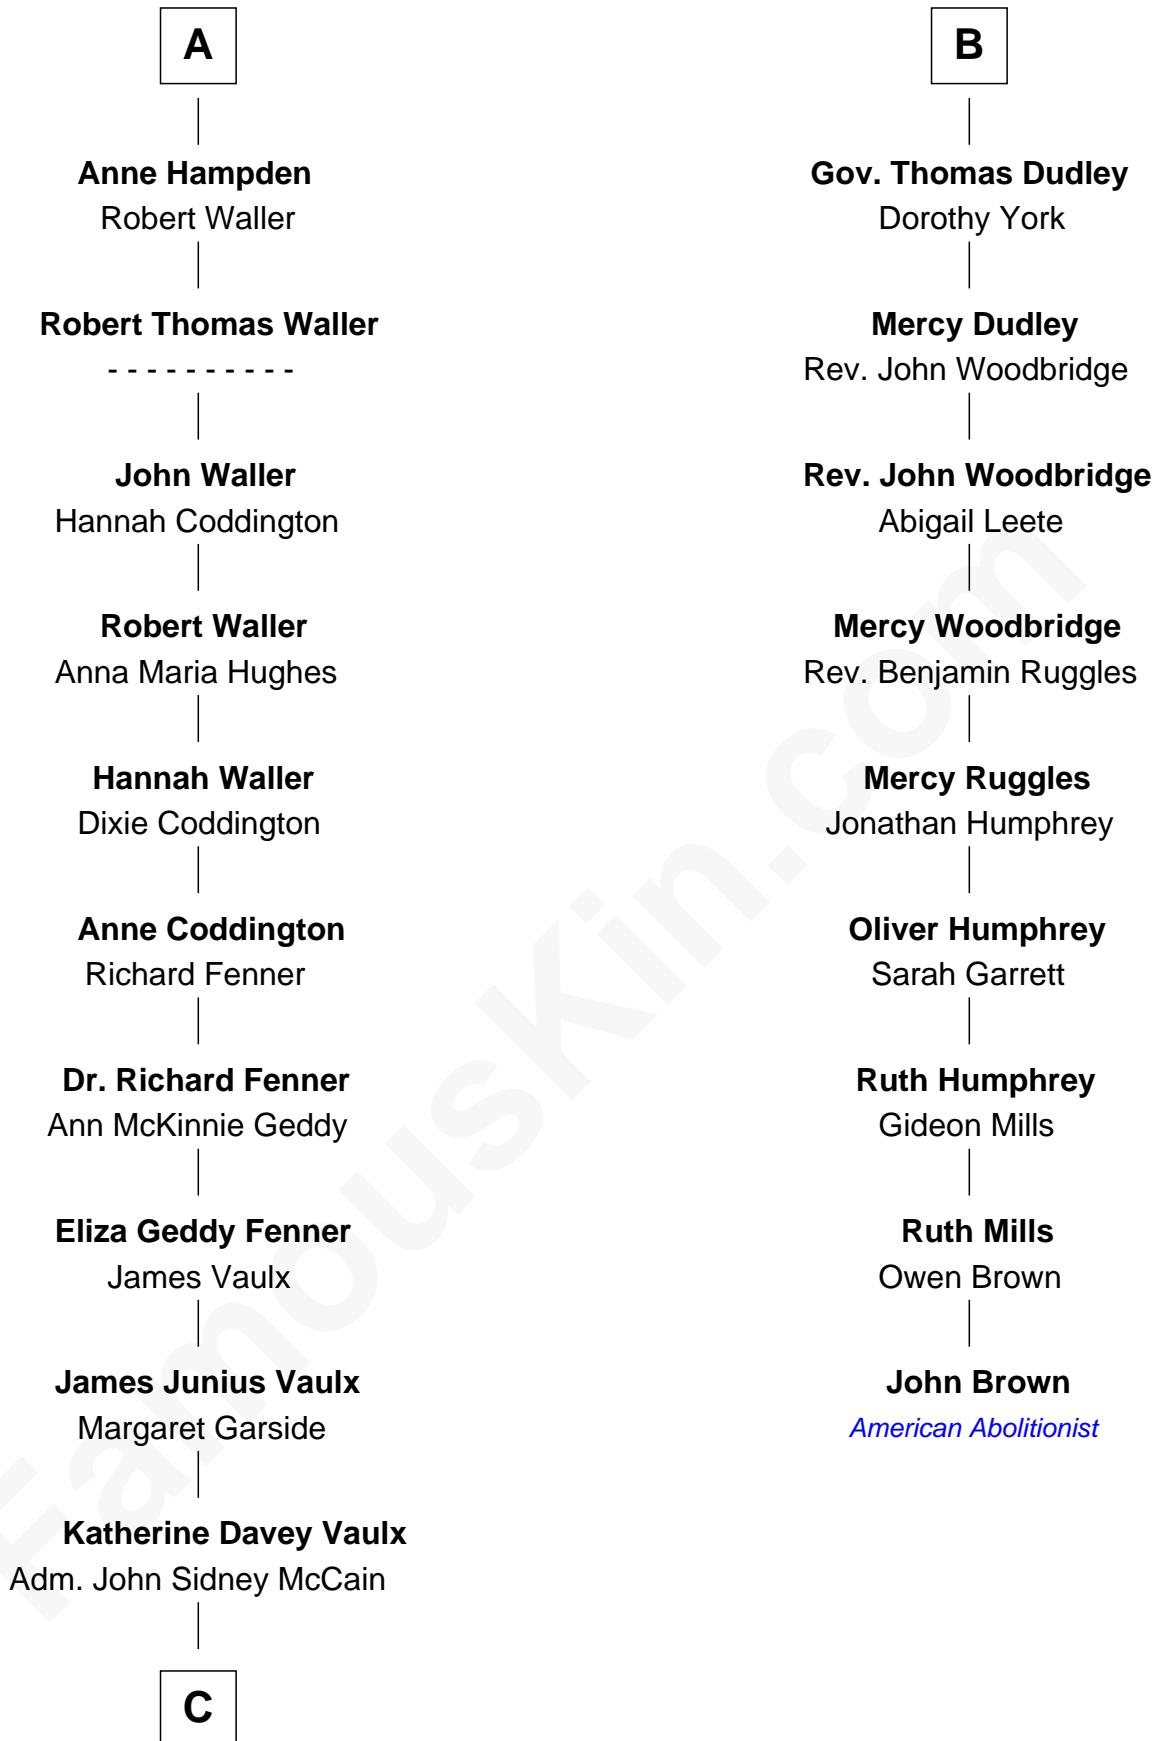 A
Anne Hampden
Robert Waller
Robert Thomas Waller
- - - - - - - - - -
John Waller
Hannah Coddington
Robert Waller
Anna Maria Hughes
Hannah Waller
Dixie Coddington
Anne Coddington
Richard Fenner
Dr. Richard Fenner
Ann McKinnie Geddy
Eliza Geddy Fenner
James Vaulx
James Junius Vaulx
Margaret Garside
Katherine Davey Vaulx
Adm. John Sidney McCain
C
B
Gov. Thomas Dudley
Dorothy York
Mercy Dudley
Rev. John Woodbridge
Rev. John Woodbridge
Abigail Leete
Mercy Woodbridge
Rev. Benjamin Ruggles
Mercy Ruggles
Jonathan Humphrey
Oliver Humphrey
Sarah Garrett
Ruth Humphrey
Gideon Mills
Ruth Mills
Owen Brown
John Brown
American Abolitionist
FamousKin.com